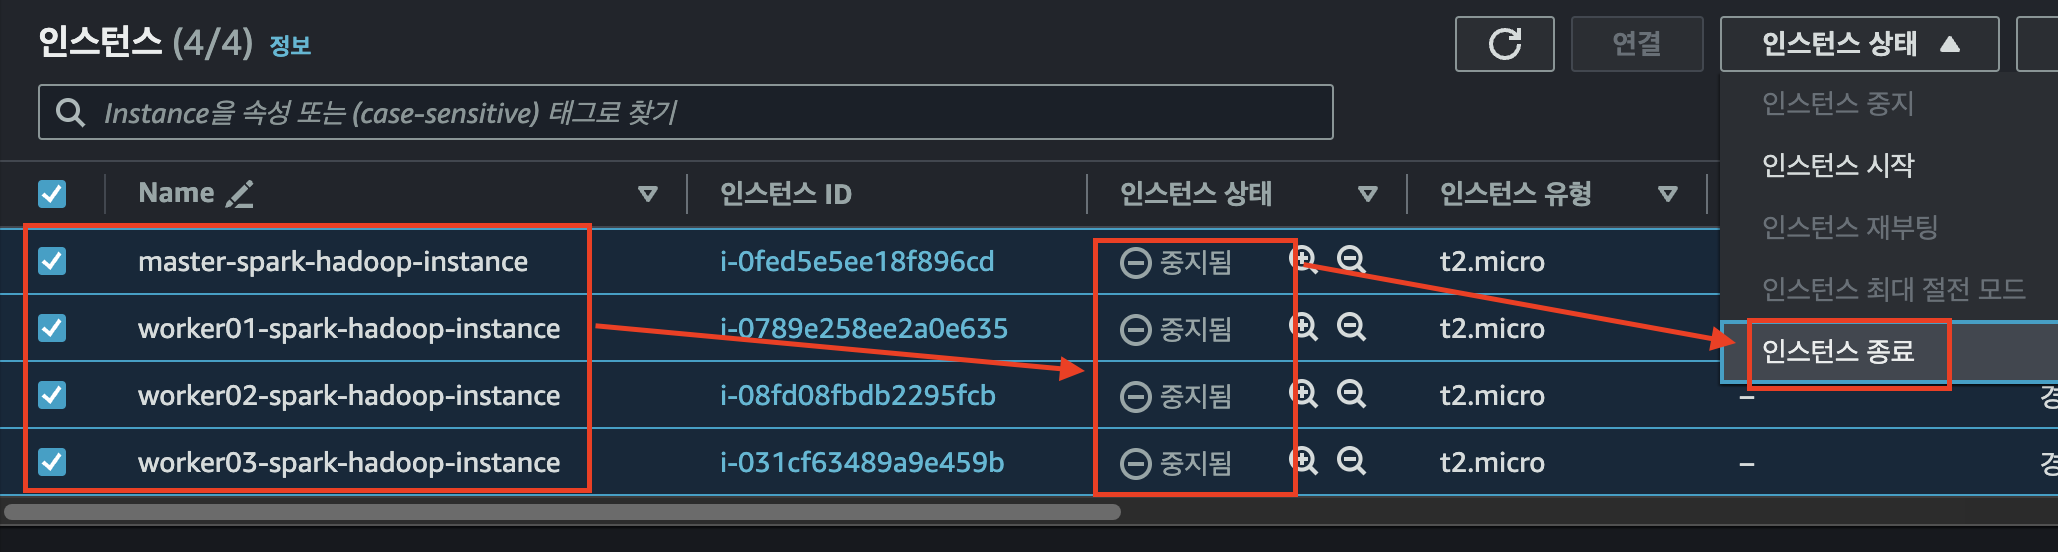 인스턴스 (4/4) 정보
연결
인스턴스 상태
Instance을 속성 또는 (case-sensitive) 태그로 찾기
인스턴스 중지
인스턴스 시작
인스턴스 재부팅
인스턴스 최대 절전 모드
인스턴스 종료
Name 인스턴스 ID 인스턴스 상태 인스턴스 유형
master-spark-hadoop-instance i-0fed5e5ee18f896cd 중지됨 t2.micro
worker01-spark-hadoop-instance i-0789e258ee2a0e635 중지됨 t2.micro
worker02-spark-hadoop-instance i-08fd08fbdb2295fcb 중지됨 t2.micro –
worker03-spark-hadoop-instance i-031cf63489a9e459b 중지됨 t2.micro –